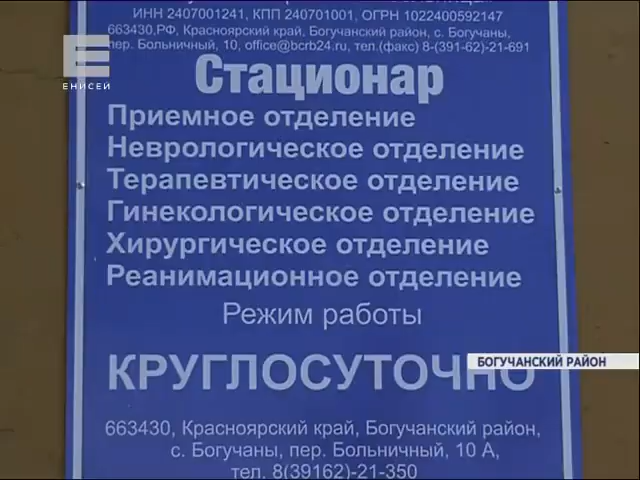 ИНН 2407001241, КПП 240701001, ОГРН 1022400592147
663430,РФ, Красноярский край, Богучанский район, с. Богучаны,
пер. Больничный, 10, office@bcrb24.ru, тел.(факс) 8-(391-62)-21-691
ЕНИСЕЙ
Стационар
Приемное отделение
Неврологическое отделение
Терапевтическое отделение
Гинекологическое отделение
Хирургическое отделение
Реанимационное отделение
Режим работы
КРУГЛОСУТОЧНО
БОГУЧАНСКИЙ РАЙОН
663430, Красноярский край, Богучанский район,
с. Богучаны, пер. Больничный, 10 А,
тел. 8(39162)-21-350